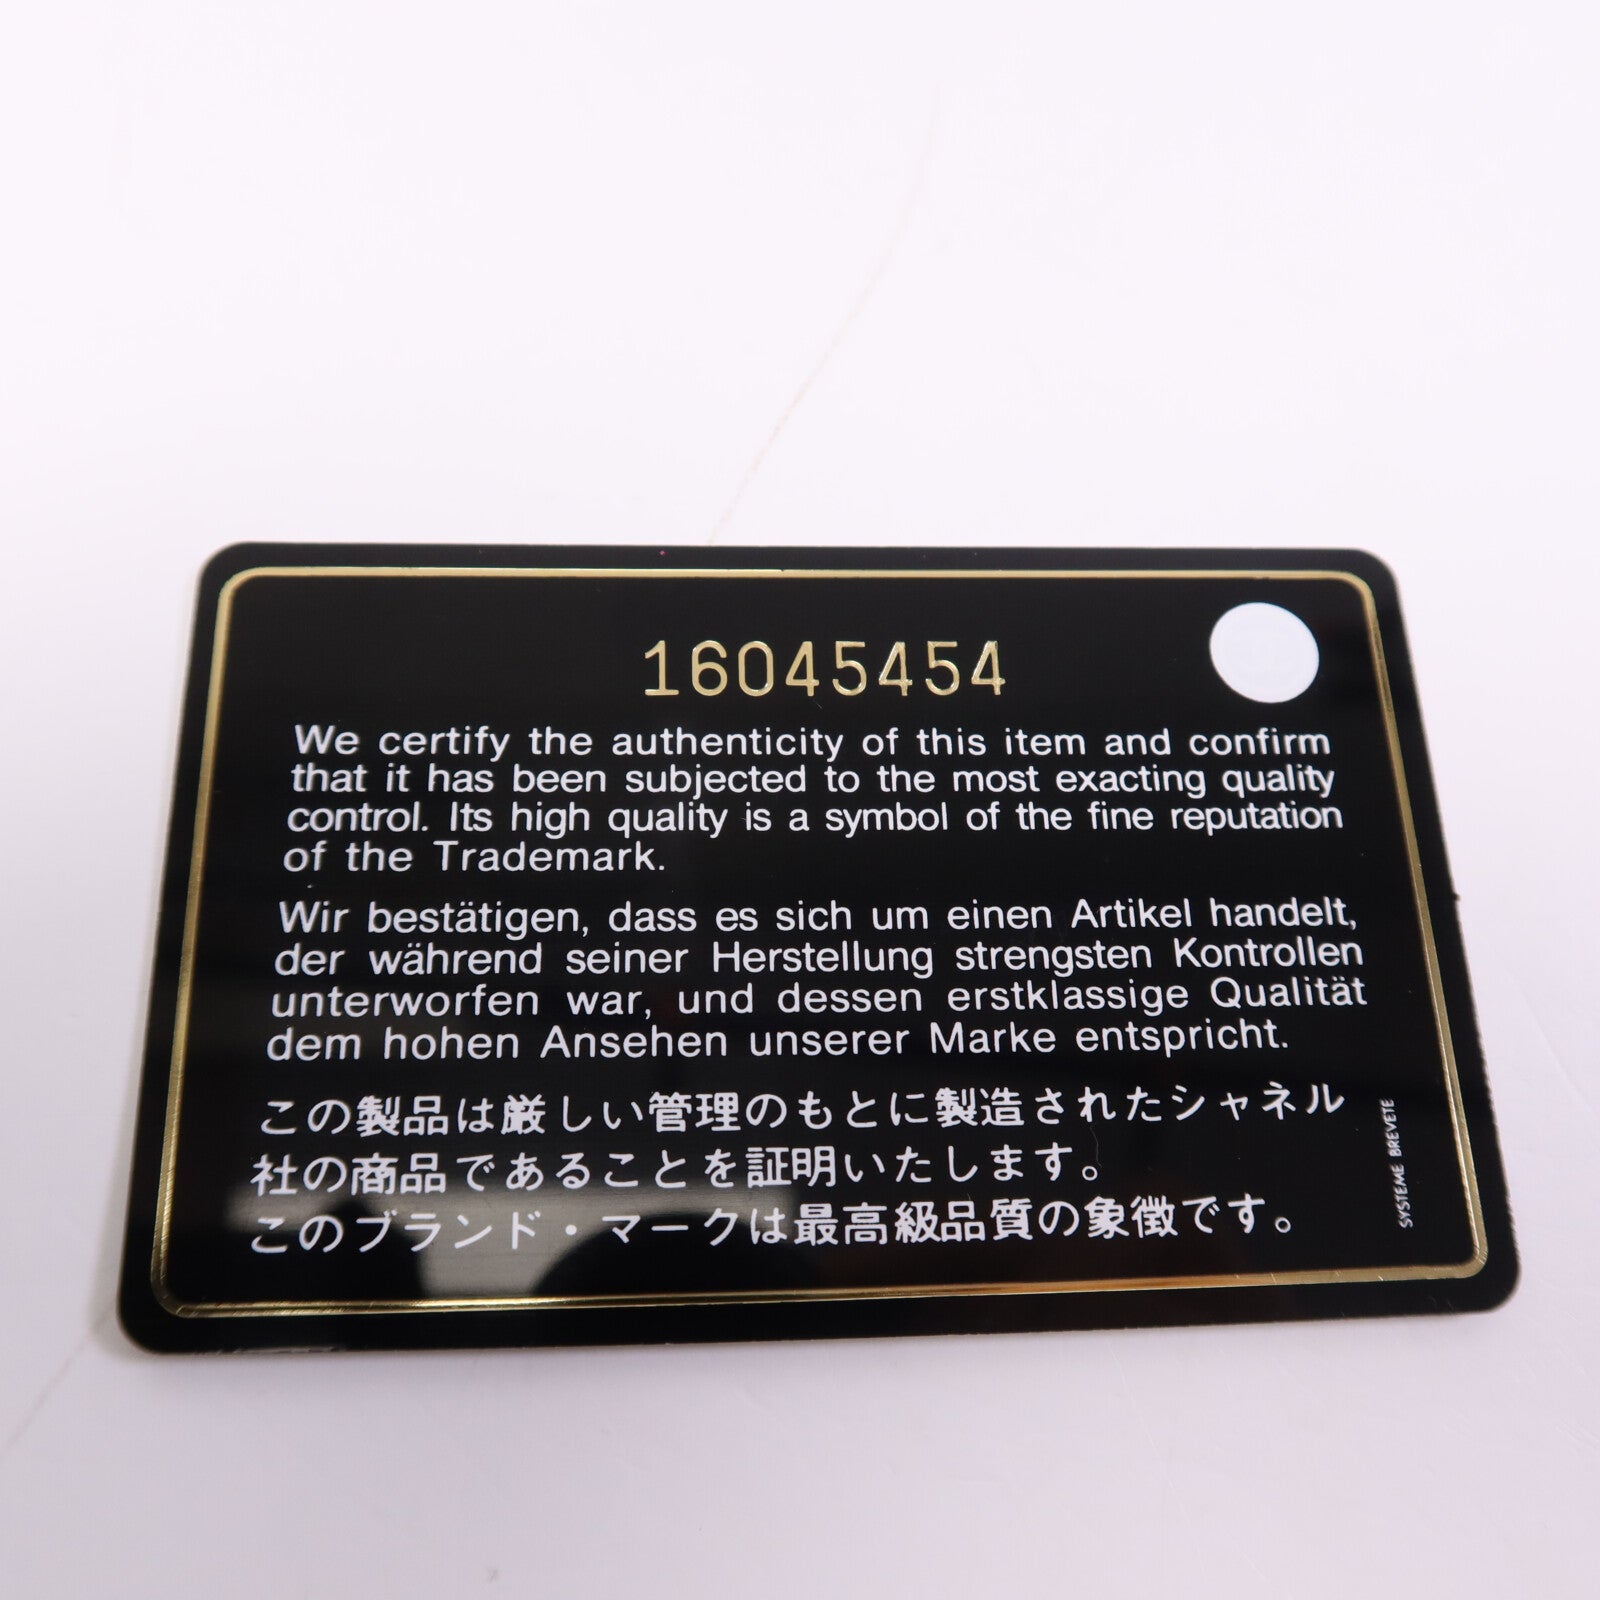 16045454
We certify the authenticity of this item and confirm
that it has been subjected to the most exacting quality
control. Its high quality is a symbol of the fine reputation
of the Trademark.
Wir bestätigen, dass es sich um einen Artikel handelt,
der während seiner Herstellung strengsten Kontrollen
unterworfen war, und dessen erstklassige Qualität
dem hohen Ansehen unserer Marke entspricht.
この製品は厳しい管理のもとに製造されたシャネル
社の商品であることを証明いたします。
このブランド・マークは最高級品質の象徴です。
SYSTEME BREVETE